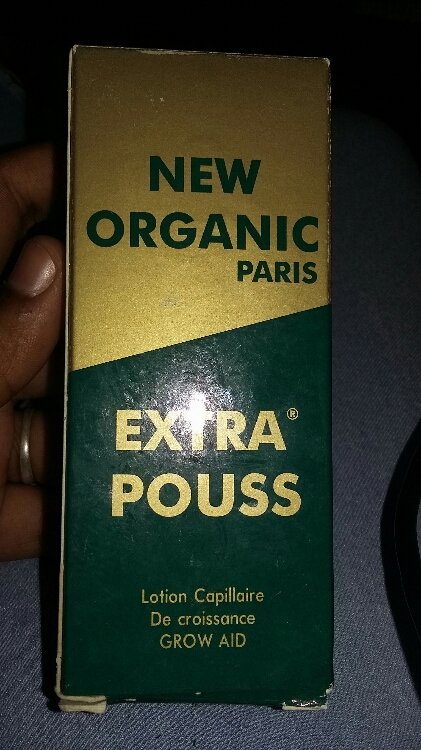 NEW
ORGANIC
PARIS
EXTRA®
POUSS
Lotion Capillaire
De croissance
GROW AID